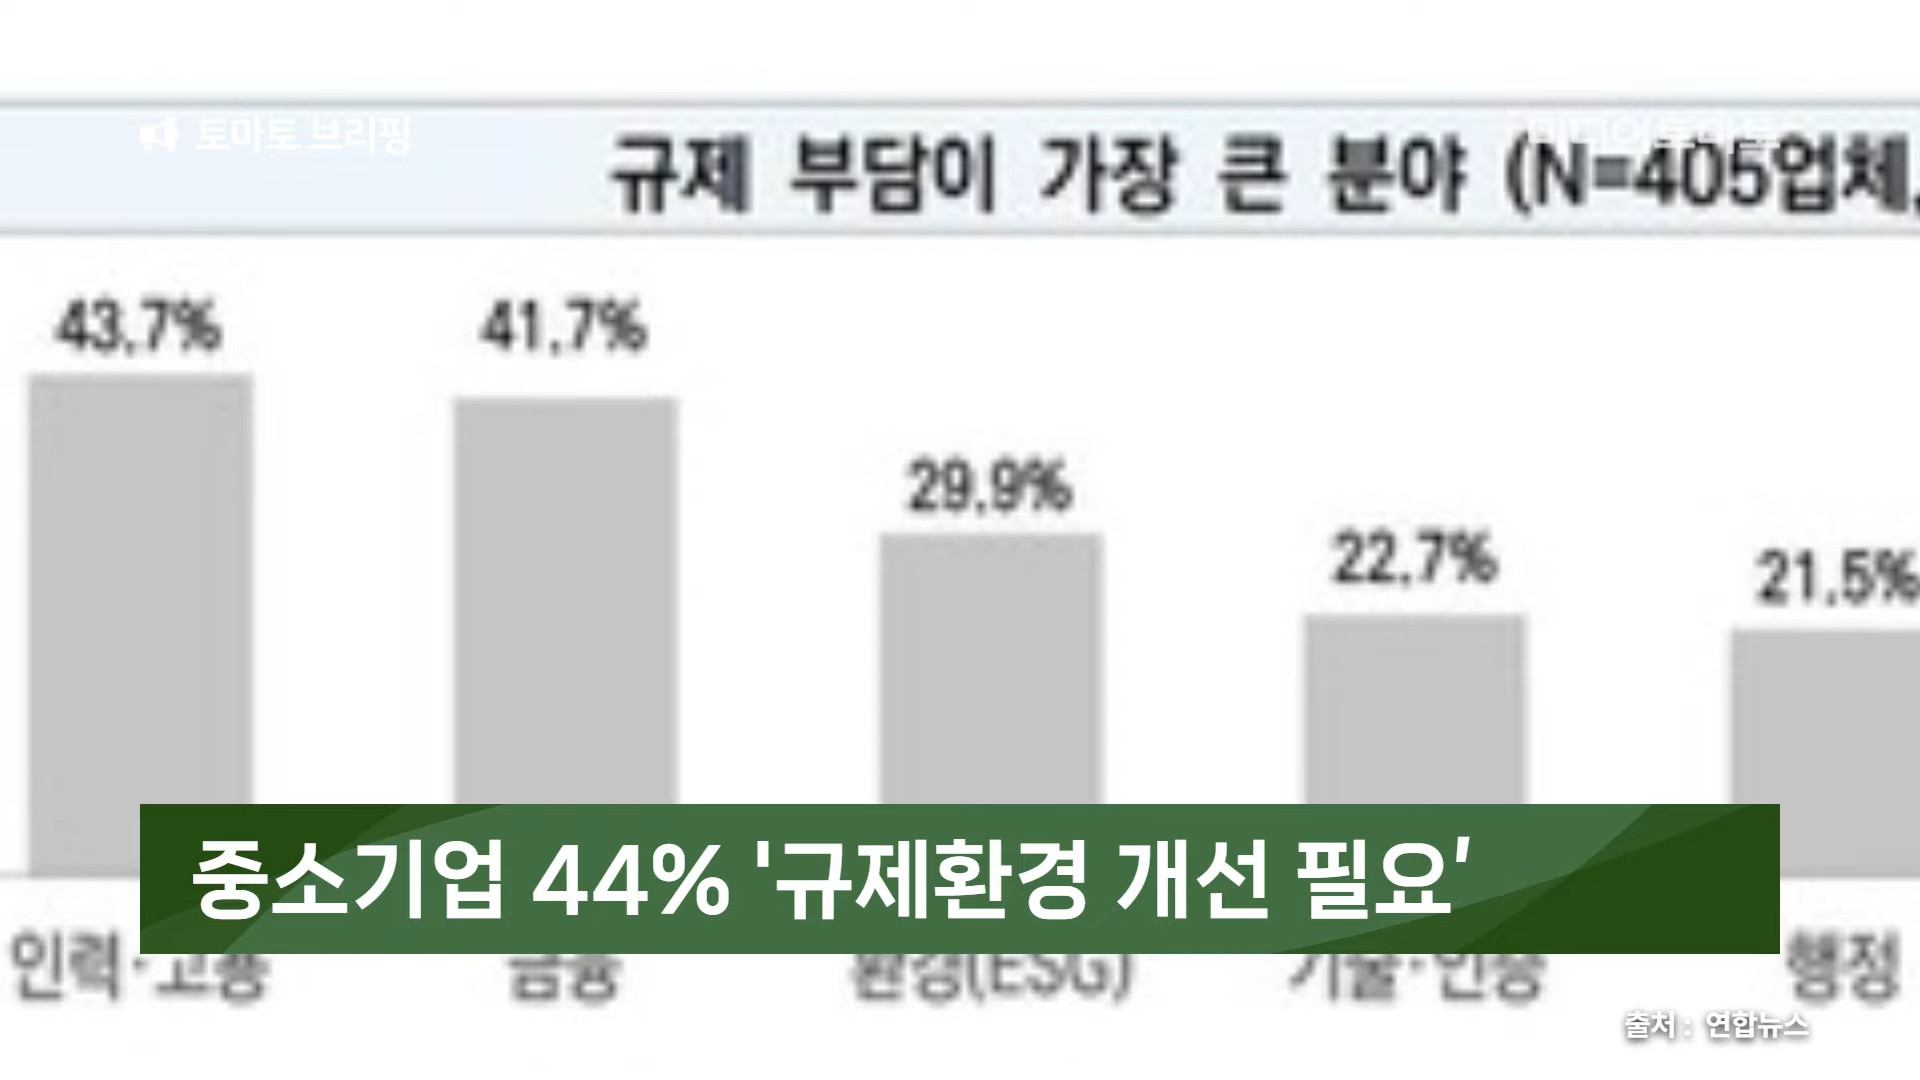 토마토 브리핑
규제 부담이 가장 큰 분야 (N=405업체,
43.7%
41.7%
29.9%
22.7%
21.5%
중소기업 44% '규제환경 개선 필요'
인력·고용
금융
환경(ESG)
기술·인증
행정
출처 : 연합뉴스